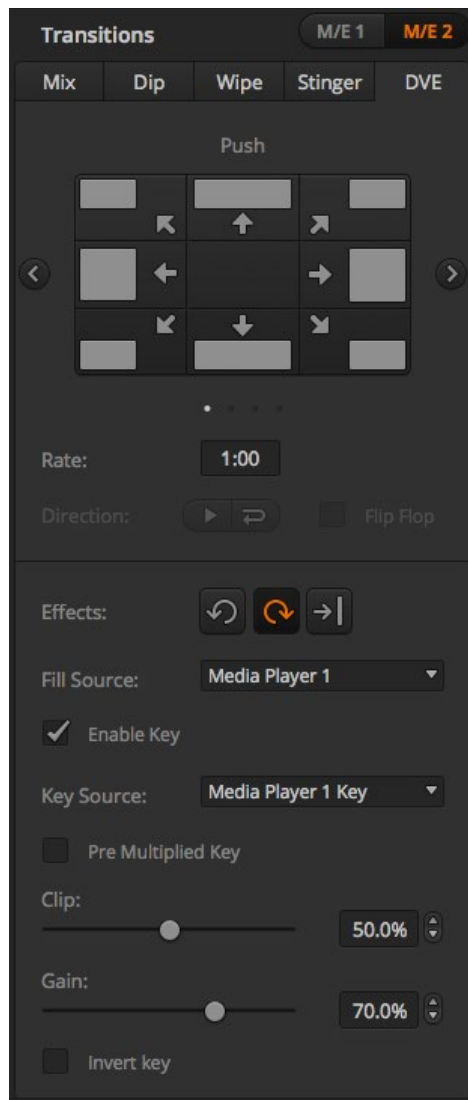 Transitions M/E 1 M/E 2
Mix Dip Wipe Stinger DVE
Push
Rate: 1:00
Direction: Flip Flop
Effects:
Fill Source: Media Player 1
Enable Key
Key Source: Media Player 1 Key
Pre Multiplied Key
Clip:
50.0%
Gain:
70.0%
Invert key